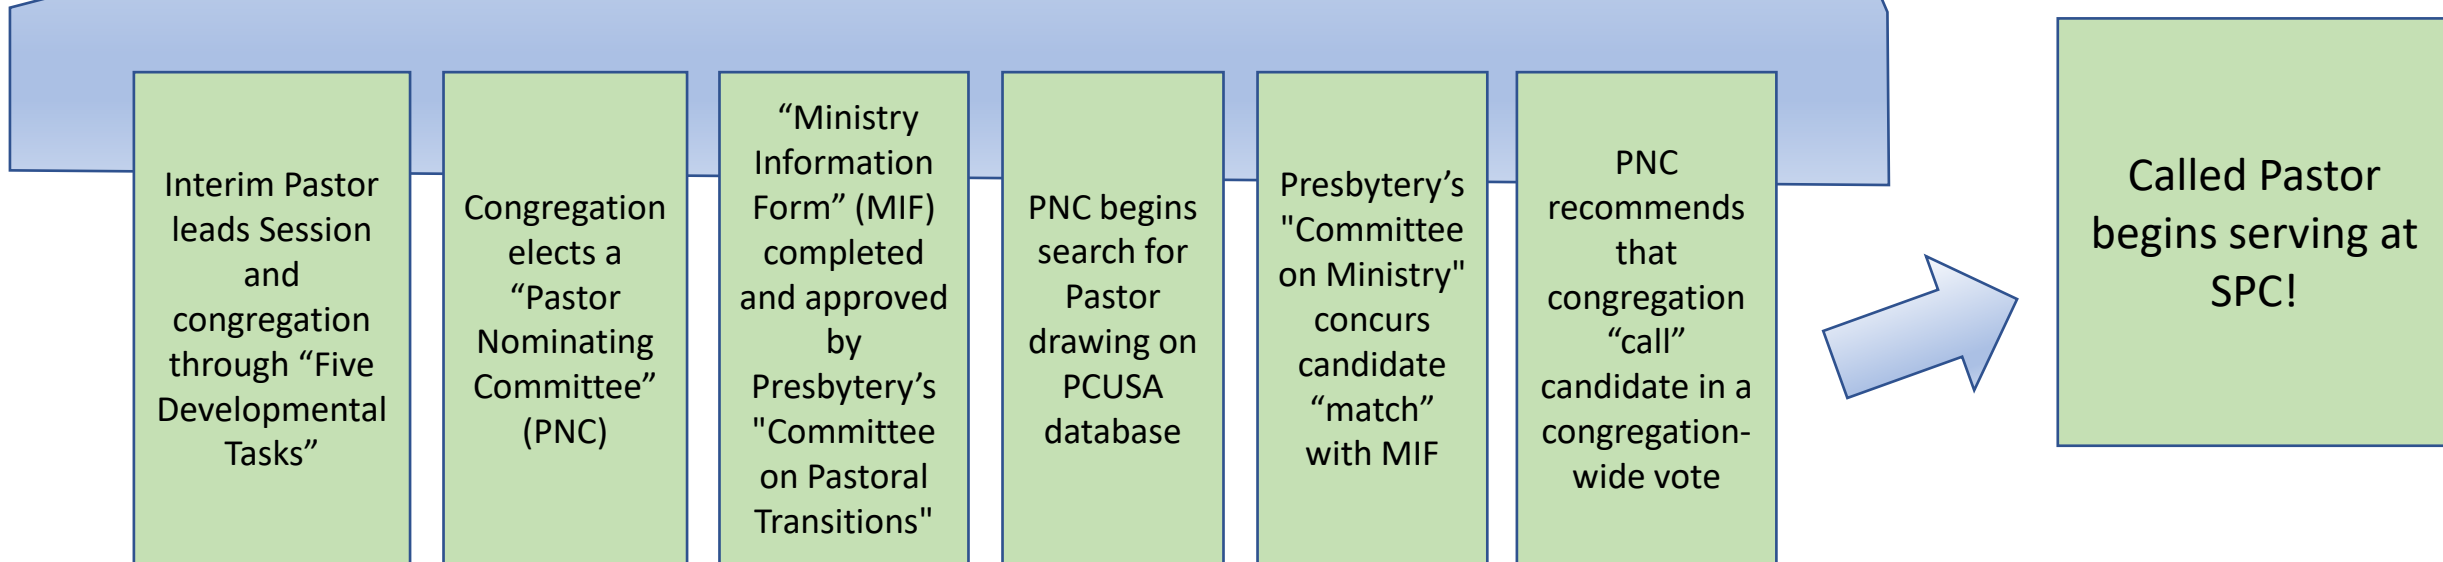 Interim Pastor
leads Session
and
congregation
through “Five
Developmental
Tasks”
Congregation
elects a
“Pastor
Nominating
Committee”
(PNC)
“Ministry
Information
Form” (MIF)
completed
and approved
by
Presbytery’s
"Committee
on Pastoral
Transitions"
PNC begins
search for
Pastor
drawing on
PCUSA
database
Presbytery’s
"Committee
on Ministry"
concurs
candidate
“match”
with MIF
PNC
recommends
that
congregation
“call”
candidate in a
congregation-
wide vote
Called Pastor
begins serving at
SPC!